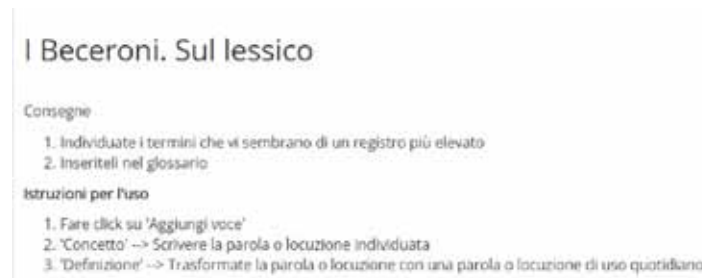 I Beceroni. Sul lessico
Consegne
1. Individuate i termini che vi sembrano di un registro più elevato
2. Inseriteli nel glossario
Istruzioni per l'uso
1. Fare click su 'Aggiungi voce'
2. 'Concetto' --> Scrivere la parola o locuzione individuata
3. 'Definizione' --> Trasformate la parola o locuzione con una parola o locuzione di uso quotidiano